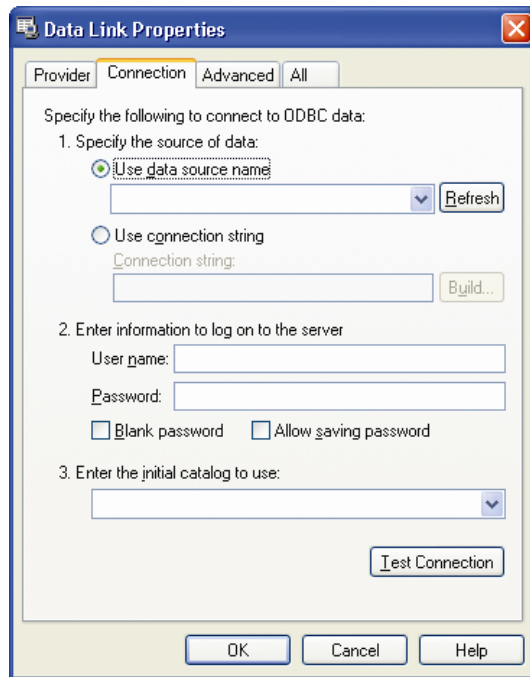 Data Link Properties
Provider Connection Advanced All
Specify the following to connect to ODBC data:
1. Specify the source of data:
Use data source name
Refresh
Use connection string
Connection string:
Build...
2. Enter information to log on to the server
User name:
Password:
Blank password Allow saving password
3. Enter the initial catalog to use:
Test Connection
OK Cancel Help